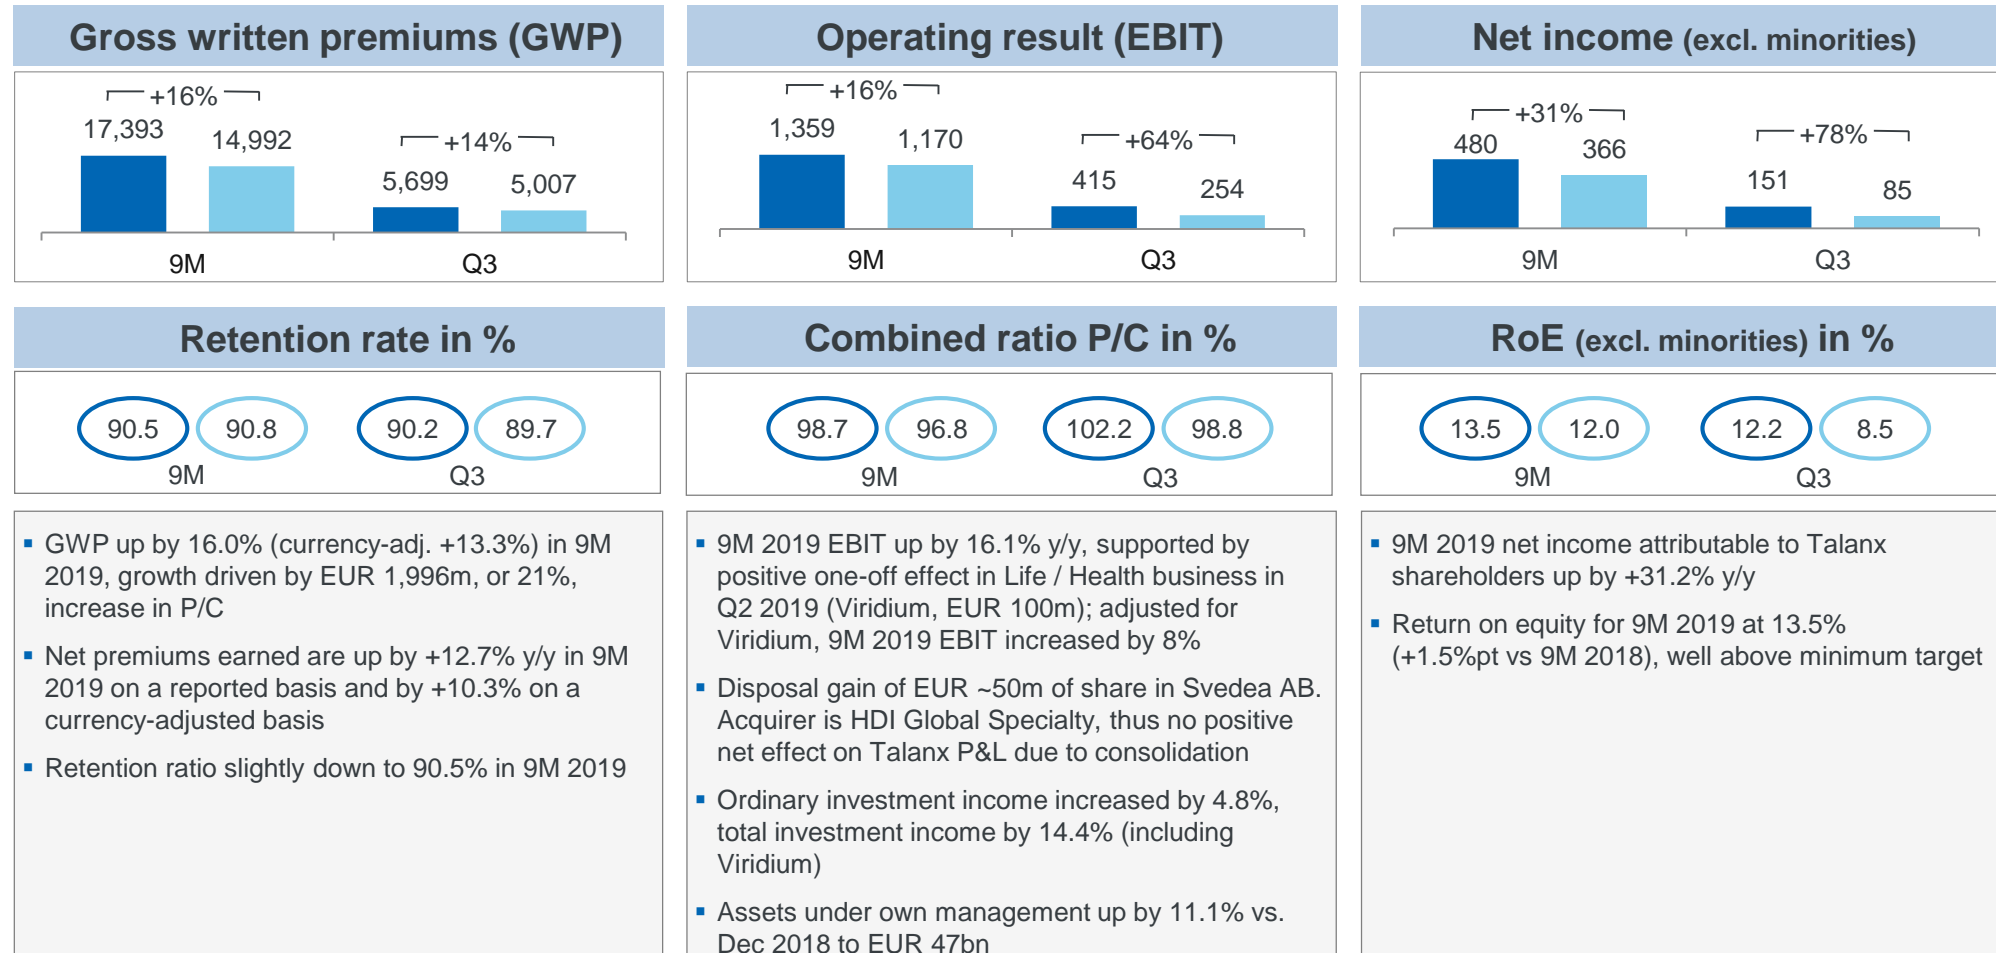 Gross written premiums (GWP)
+16%
17,393
14,992
+14%
5,699
5,007
9M
Q3
Operating result (EBIT)
+16%
1,359
1,170
+64%
415
254
9M
Q3
Net income (excl. minorities)
+31%
480
366
+78%
151
85
9M
Q3
Retention rate in %
90.5
90.8
90.2
89.7
9M
Q3
Combined ratio P/C in %
98.7
96.8
102.2
98.8
9M
Q3
RoE (excl. minorities) in %
13.5
12.0
12.2
8.5
9M
Q3
▪ GWP up by 16.0% (currency-adj. +13.3%) in 9M
2019, growth driven by EUR 1,996m, or 21%,
increase in P/C
▪ Net premiums earned are up by +12.7% y/y in 9M
2019 on a reported basis and by +10.3% on a
currency-adjusted basis
▪ Retention ratio slightly down to 90.5% in 9M 2019
▪ 9M 2019 EBIT up by 16.1% y/y, supported by
positive one-off effect in Life / Health business in
Q2 2019 (Viridium, EUR 100m); adjusted for
Viridium, 9M 2019 EBIT increased by 8%
▪ Disposal gain of EUR ~50m of share in Svedea AB.
Acquirer is HDI Global Specialty, thus no positive
net effect on Talanx P&L due to consolidation
▪ Ordinary investment income increased by 4.8%,
total investment income by 14.4% (including
Viridium)
▪ Assets under own management up by 11.1% vs.
Dec 2018 to EUR 47bn
▪ 9M 2019 net income attributable to Talanx
shareholders up by +31.2% y/y
▪ Return on equity for 9M 2019 at 13.5%
(+1.5%pt vs 9M 2018), well above minimum target